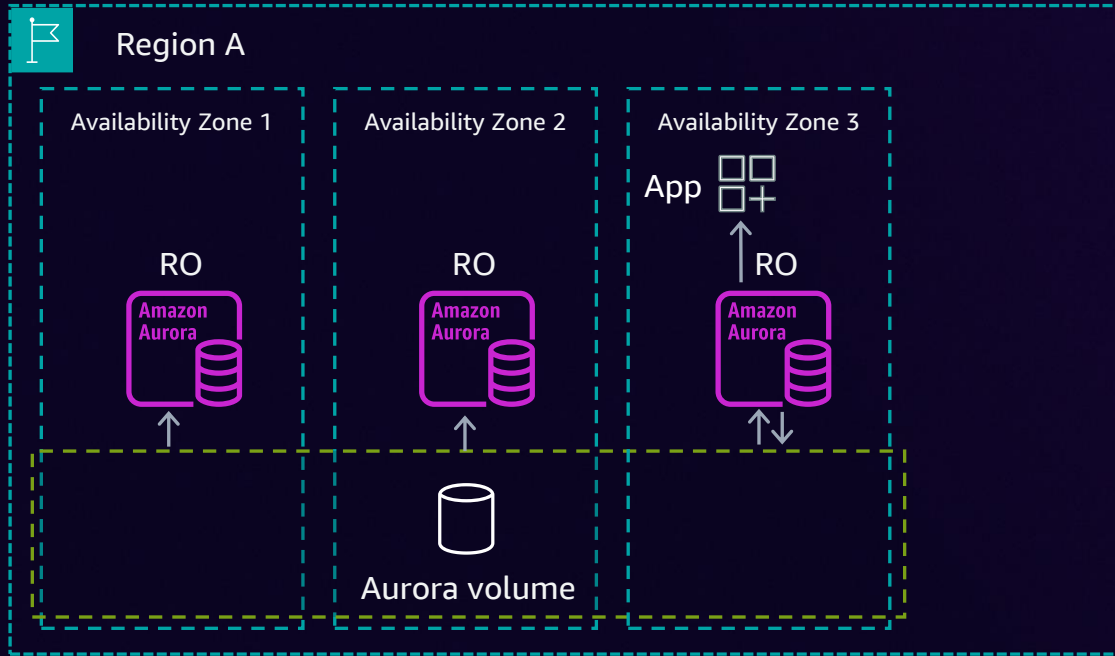 Region A
Availability Zone 1
Availability Zone 2
Availability Zone 3
App
RO
RO
RO
Amazon
Aurora
Amazon
Aurora
Amazon
Aurora
Aurora volume